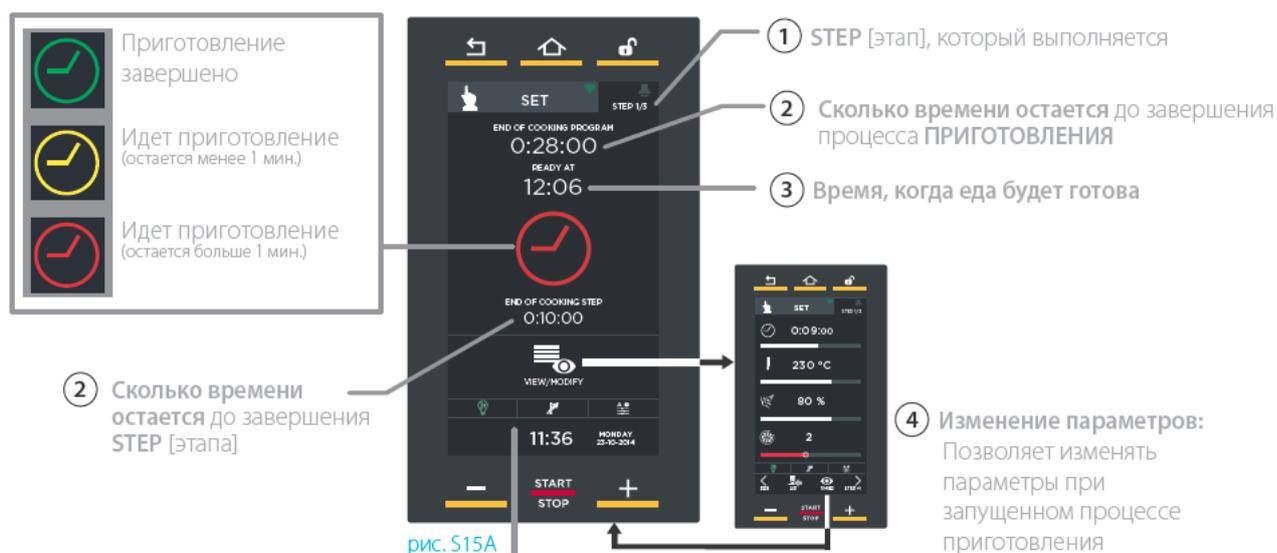 Приготовление
завершено
Идет приготовление
(остается менее 1 мин.)
Идет приготовление
(остается больше 1 мин.)
SET
STEP 1/3
END OF COOKING PROGRAM
0:28:00
READY AT
12:06
END OF COOKING STEP
0:10:00
VIEW/MODIFY
11:36
MONDAY
23-10-2014
START
STOP
1 STEP [этап], который выполняется
2 Сколько времени остается до завершения
процесса ПРИГОТОВЛЕНИЯ
3 Время, когда еда будет готова
2 Сколько времени
остается до завершения
STEP [этапа]
SET
STEP 1/3
0:09:00
230 °C
80 %
2
START
STOP
4 Изменение параметров:
Позволяет изменять
параметры при
запущенном процессе
приготовления
рис. S15A